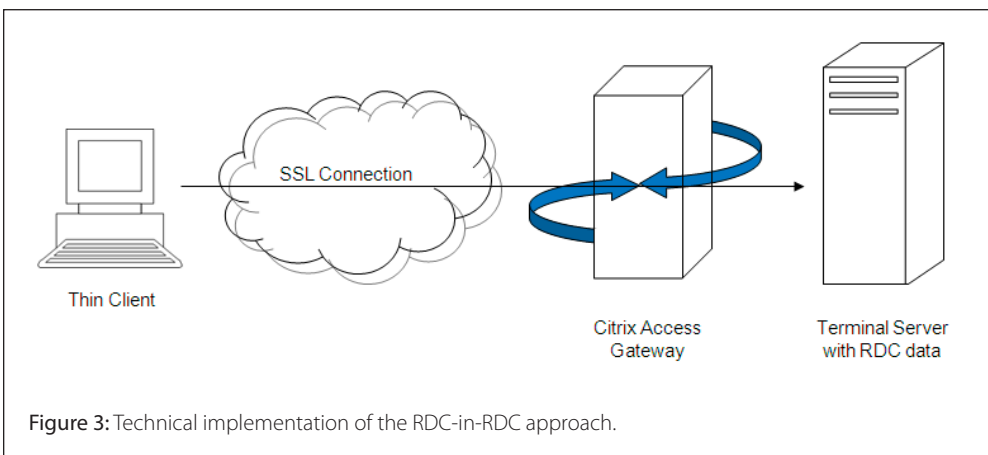 SSL Connection
Thin Client
Citrix Access
Gateway
Terminal Server
with RDC data
Figure 3: Technical implementation of the RDC-in-RDC approach.